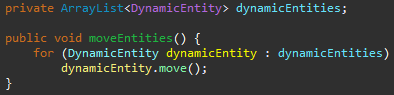 private ArrayList<DynamicEntity> dynamicEntities;
public void moveEntities() {
for (DynamicEntity dynamicEntity : dynamicEntities)
dynamicEntity.move();
}